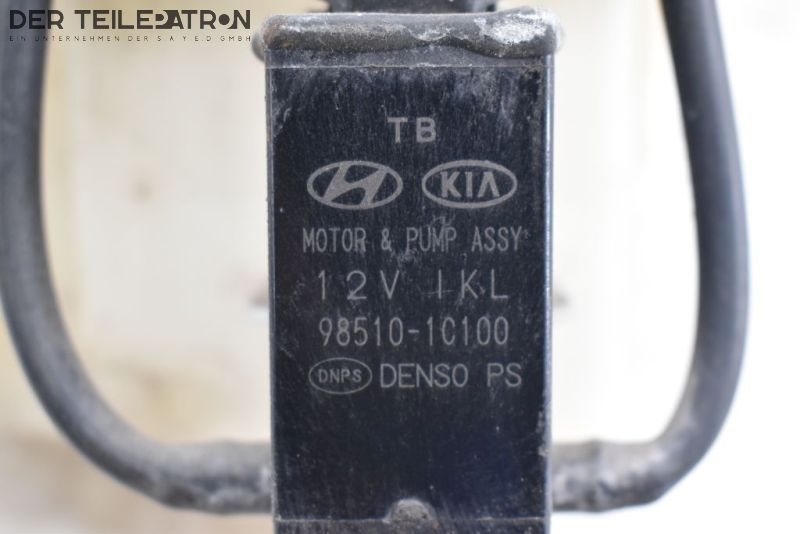 DER TEILEPATRON
EIN UNTERNEHMEN DER S A Y E D GMBH
TB
H KIA
MOTOR & PUMP ASSY
12V IKL
98510-1C100
DNPS DENSO PS